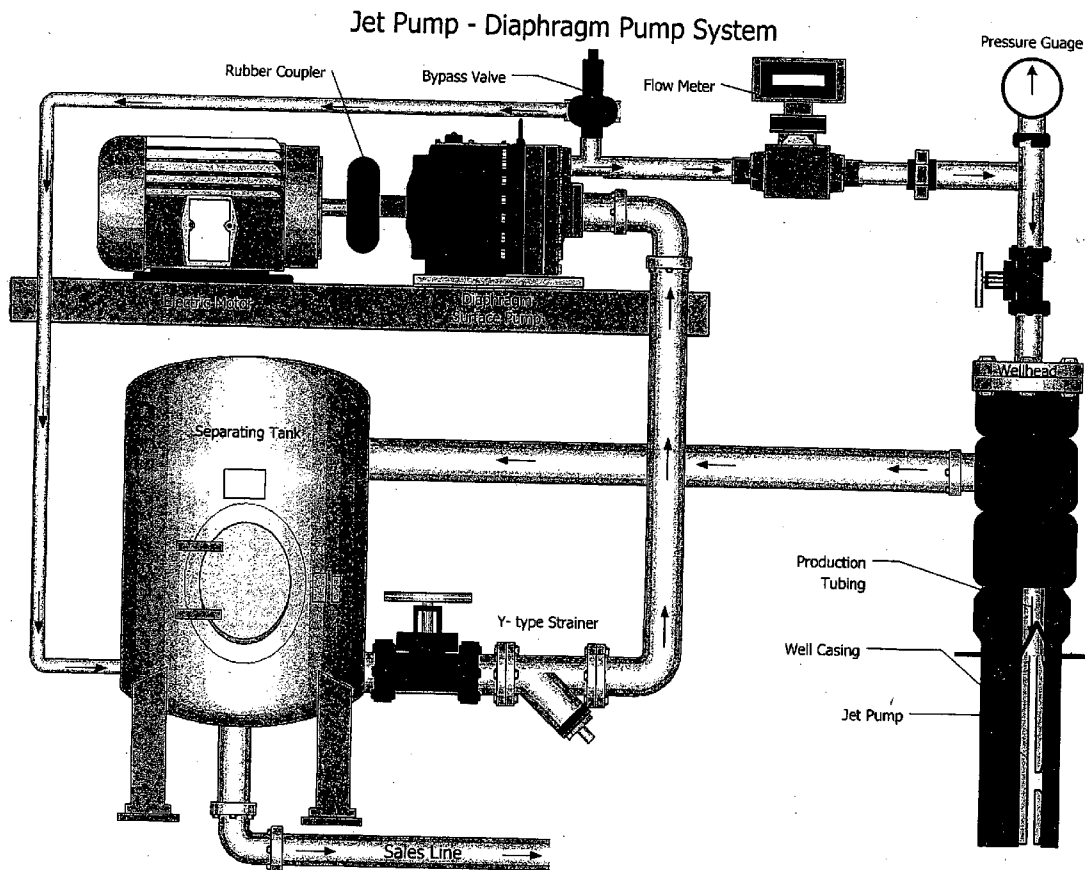 Jet Pump - Diaphragm Pump System
Pressure Guage
Rubber Coupler
Bypass Valve
Flow Meter
Electric Motor
Diaphragm
Surface Pump
Wellhead
Separating Tank
Production
Tubing
Y- type Strainer
Well Casing
Jet Pump
Sales Line